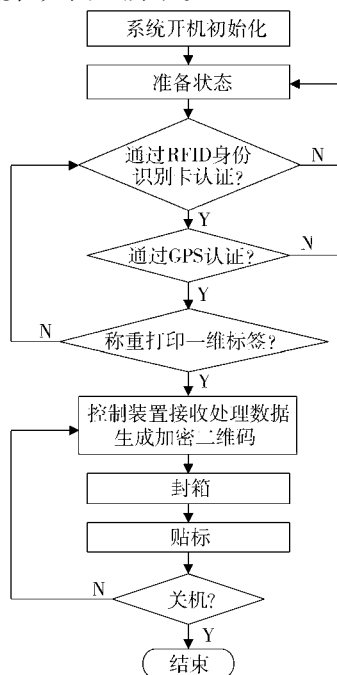 系统开机初始化
准备状态
通过RFID身份
识别卡认证?
N
Y
通过GPS认证?
N
Y
N
称重打印一维标签?
Y
控制装置接收处理数据
生成加密二维码
封箱
贴标
N
关机?
Y
结束